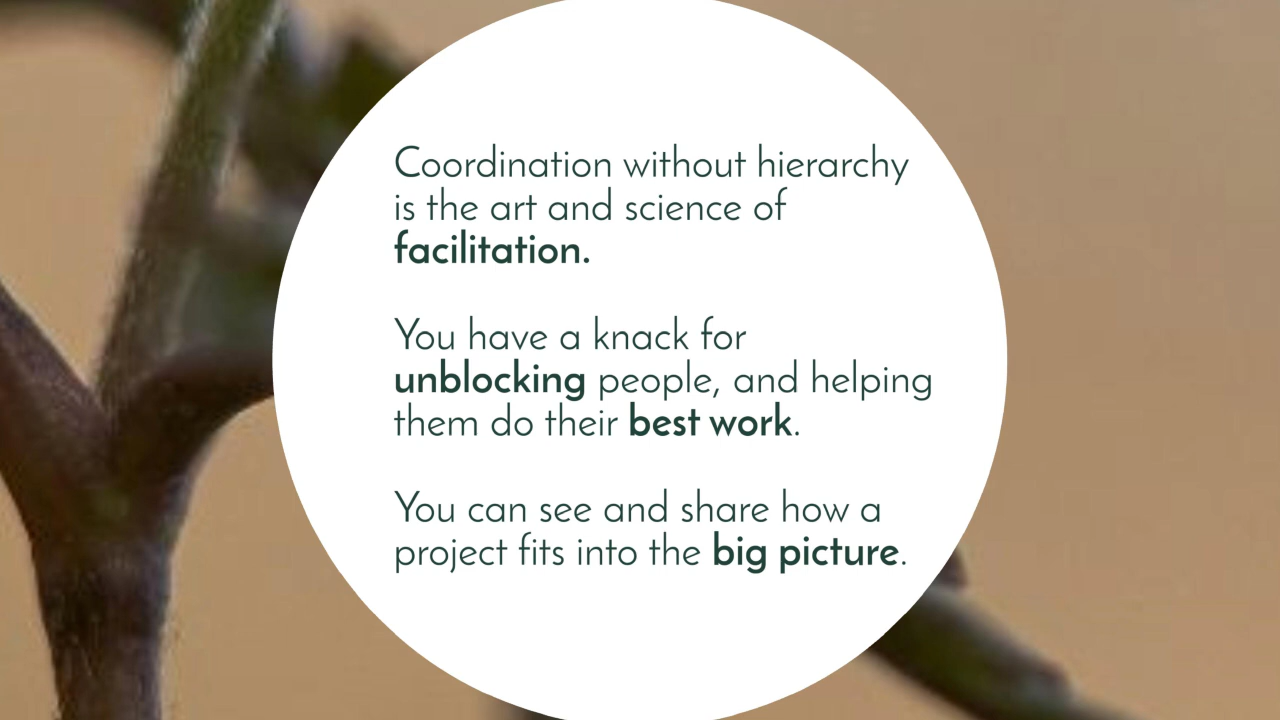 Coordination without hierarchy
is the art and science of
facilitation.
You have a knack for
unblocking people, and helping
them do their best work.
You can see and share how a
project fits into the big picture.